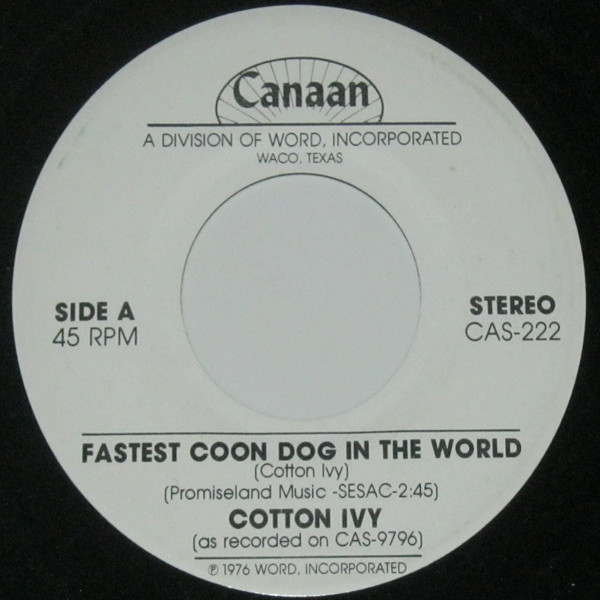 Canaan
A DIVISION OF WORD, INCORPORATED
WACO, TEXAS
SIDE A
45 RPM
STEREO
CAS-222
FASTEST COON DOG IN THE WORLD
(Cotton Ivy)
(Promiseland Music -SESAC-2:45)
COTTON IVY
(as recorded on CAS-9796)
℗ 1976 WORD, INCORPORATED